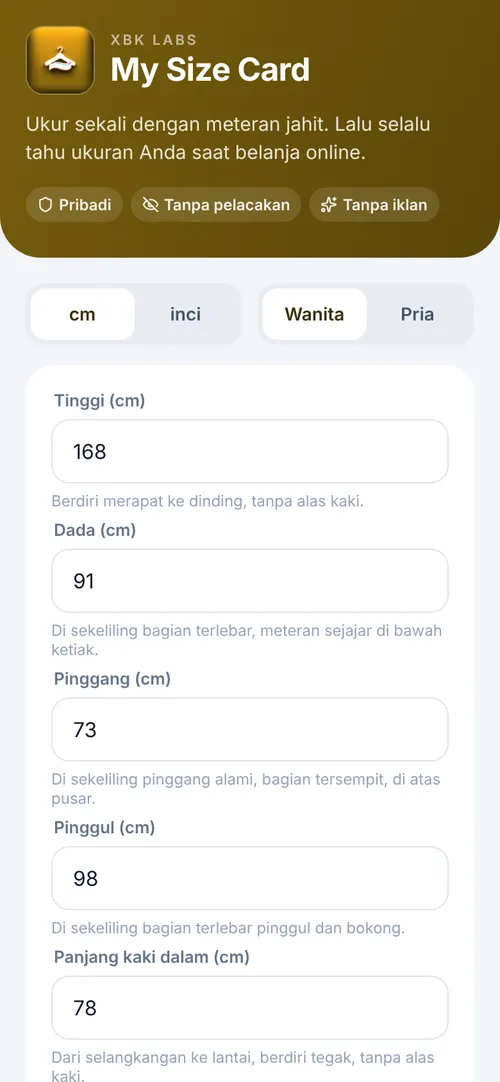 XBK LABS
My Size Card
Ukur sekali dengan meteran jahit. Lalu selalu
tahu ukuran Anda saat belanja online.
Pribadi
Tanpa pelacakan
Tanpa iklan
cm
inci
Wanita
Pria
Tinggi (cm)
168
Berdiri merapat ke dinding, tanpa alas kaki.
Dada (cm)
91
Di sekeliling bagian terlebar, meteran sejajar di bawah
ketiak.
Pinggang (cm)
73
Di sekeliling pinggang alami, bagian tersempit, di atas
pusar.
Pinggul (cm)
98
Di sekeliling bagian terlebar pinggul dan bokong.
Panjang kaki dalam (cm)
78
Dari selangkangan ke lantai, berdiri tegak, tanpa alas
kaki.